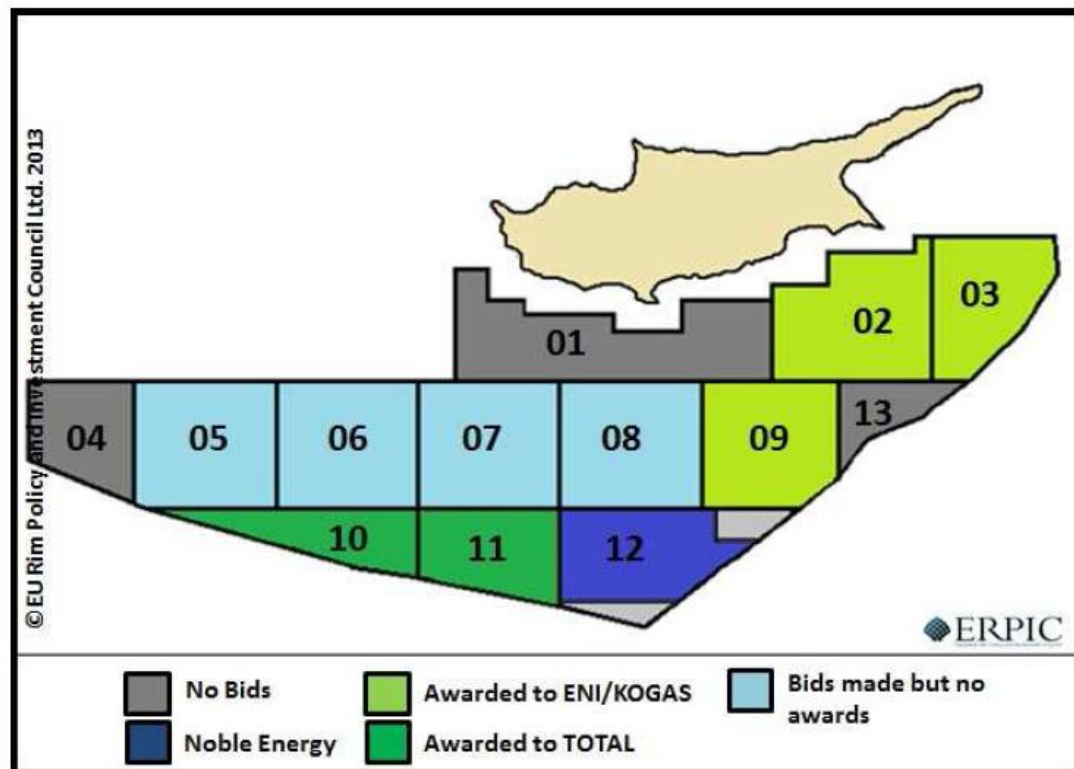 © EU Rim Policy and Investment Council Ltd. 2013
03
02
01
04
05
06
07
08
09
13
10
11
12
ERPIC
No Bids
Awarded to ENI/KOGAS
Bids made but no
awards
Noble Energy
Awarded to TOTAL